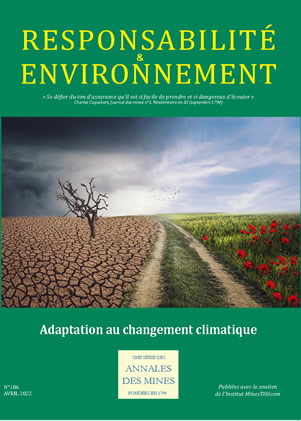 RESPONSABILITÉ
&
ENVIRONNEMENT
« Se défier du ton d'assurance qu'il est si facile de prendre et si dangereux d'écouter »
Charles Coquebert, Journal des mines n°1, Vendémiaire An III (septembre 1794)
Adaptation au changement climatique
UNE SÉRIE DES
ANNALES
DES MINES
FONDÉES EN 1794
N°106
AVRIL 2022
Publiées avec le soutien
de l'Institut MinesTélécom